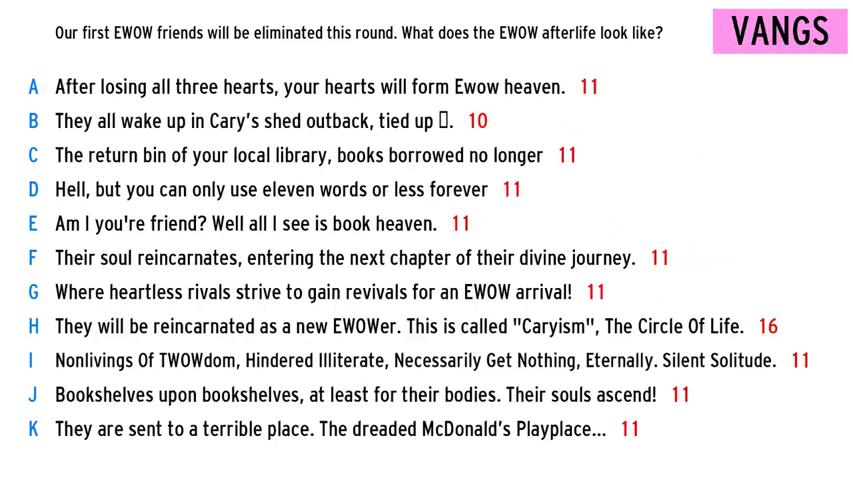 Our first EWOW friends will be eliminated this round. What does the EWOW afterlife look like?
VANGS
A After losing all three hearts, your hearts will form Ewow heaven. 11
B They all wake up in Cary's shed outback, tied up ▯. 10
C The return bin of your local library, books borrowed no longer 11
D Hell, but you can only use eleven words or less forever 11
E Am I you're friend? Well all I see is book heaven. 11
F Their soul reincarnates, entering the next chapter of their divine journey. 11
G Where heartless rivals strive to gain revivals for an EWOW arrival! 11
H They will be reincarnated as a new EWOWer. This is called "Caryism", The Circle Of Life. 16
I Nonlivings Of TWOWdom, Hindered Illiterate, Necessarily Get Nothing, Eternally. Silent Solitude. 11
J Bookshelves upon bookshelves, at least for their bodies. Their souls ascend! 11
K They are sent to a terrible place. The dreaded McDonald's Playplace... 11